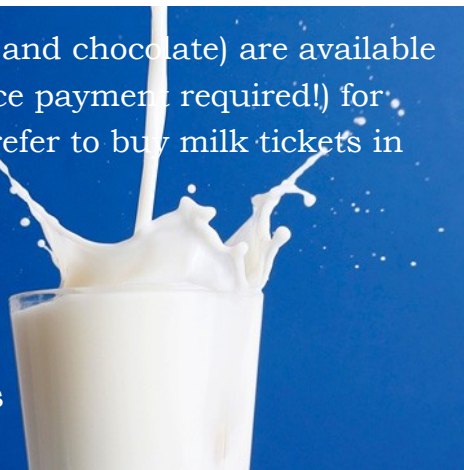 and chocolate) are available
ce payment required!) for
refer to buy milk tickets in
s